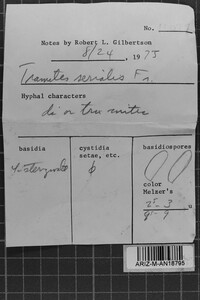 No.
Notes by Robert L. Gilbertson
8/24, 1975
Trametes serialis Fr.
Hyphal characters
di or tri mitic
basidia
cystidia
setae, etc.
basidiospores
4-sterigmate
φ
color
Melzer's
u
ARIZ-M-AN18795